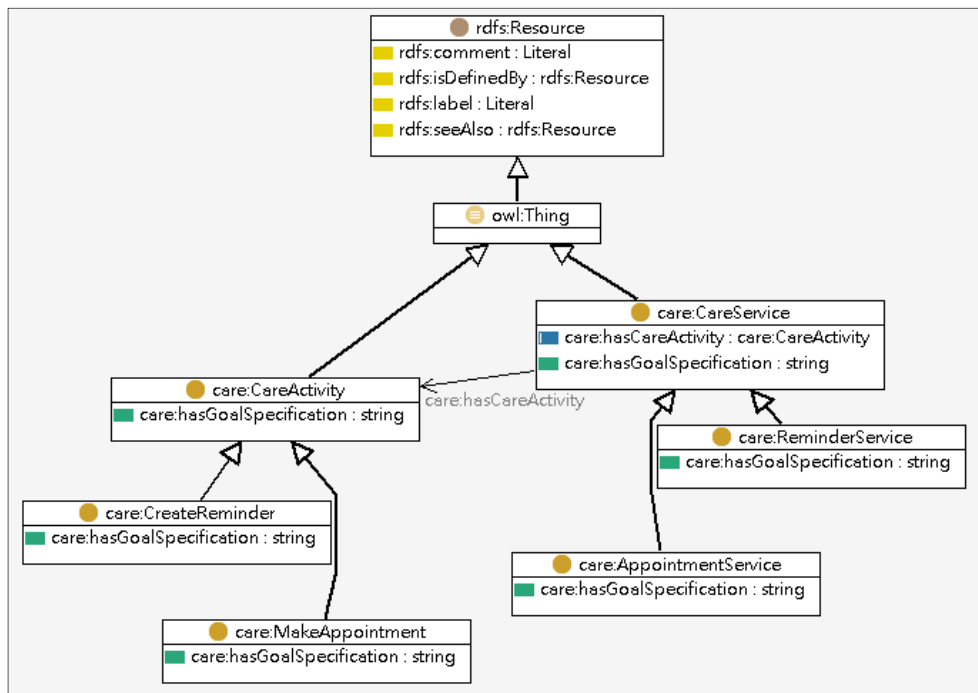 rdfs:Resource
rdfs:comment : Literal
rdfs:isDefinedBy : rdfs:Resource
rdfs:label : Literal
rdfs:seeAlso : rdfs:Resource
owl:Thing
care:CareService
care:hasCareActivity : care:CareActivity
care:hasGoalSpecification : string
care:CareActivity
care:hasGoalSpecification : string
care:hasCareActivity
care:ReminderService
care:hasGoalSpecification : string
care:CreateReminder
care:hasGoalSpecification : string
care:AppointmentService
care:hasGoalSpecification : string
care:MakeAppointment
care:hasGoalSpecification : string